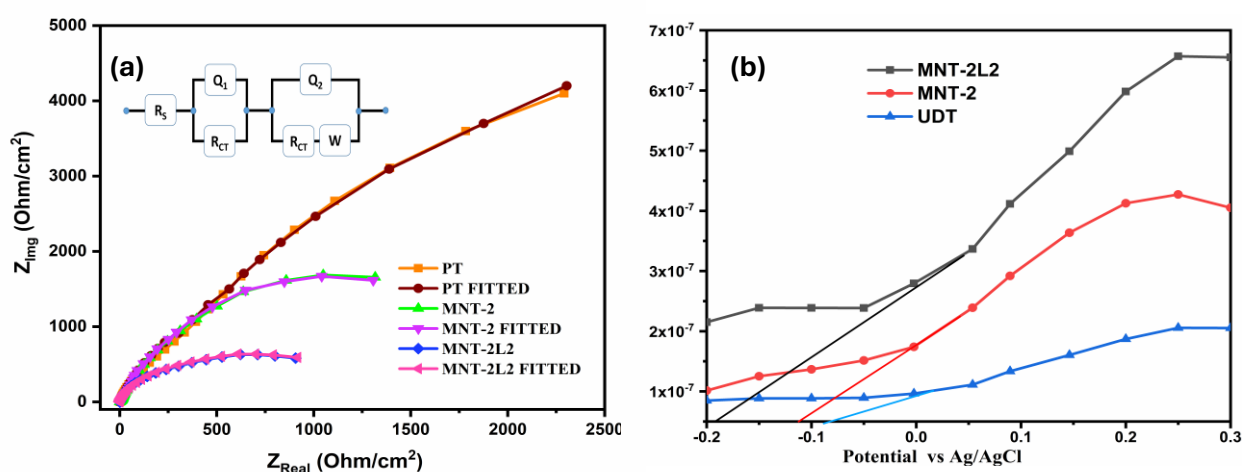 (a)
5000
4000
3000
2000
1000
0
Z_Img (Ohm/cm²)
R_S
Q_1
R_CT
Q_2
R_CT
W
PT
PT FITTED
MNT-2
MNT-2 FITTED
MNT-2L2
MNT-2L2 FITTED
0 500 1000 1500 2000 2500
Z_Real (Ohm/cm²)
(b)
7x10⁻⁷
6x10⁻⁷
5x10⁻⁷
4x10⁻⁷
3x10⁻⁷
2x10⁻⁷
1x10⁻⁷
MNT-2L2
MNT-2
UDT
-0.2 -0.1 0.0 0.1 0.2 0.3
Potential vs Ag/AgCl